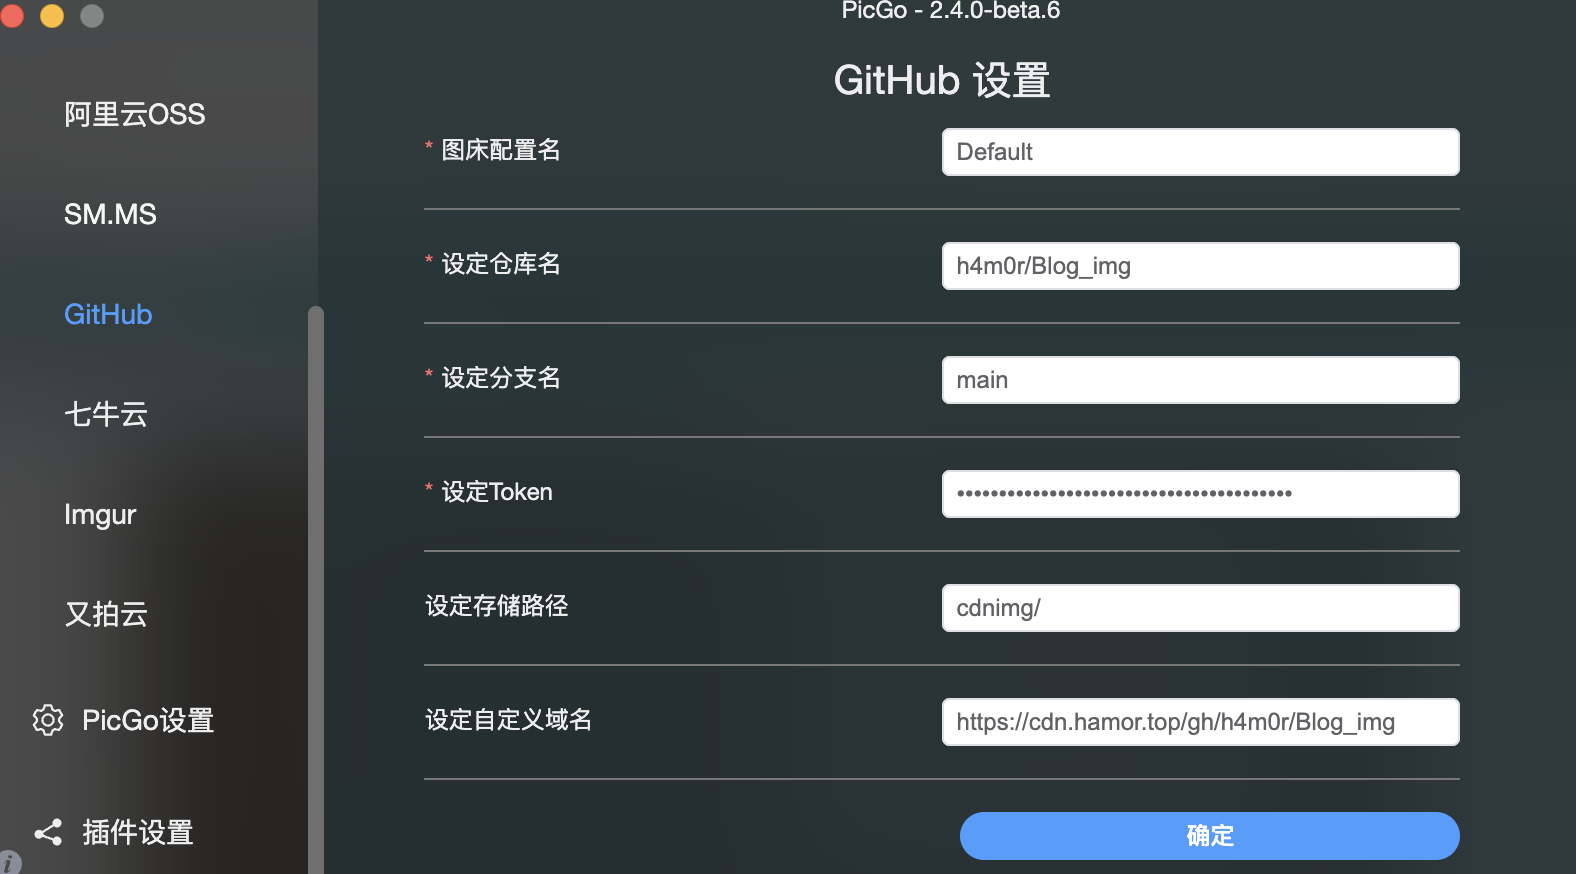 PicGo - 2.4.0-beta.6
阿里云OSS
SM.MS
GitHub
七牛云
Imgur
又拍云
PicGo设置
插件设置
GitHub 设置
* 图床配置名
Default
* 设定仓库名
h4m0r/Blog_img
* 设定分支名
main
* 设定Token
••••••••••••••••••••••••••••••••••••••••
设定存储路径
cdnimg/
设定自定义域名
https://cdn.hamor.top/gh/h4m0r/Blog_img
确定